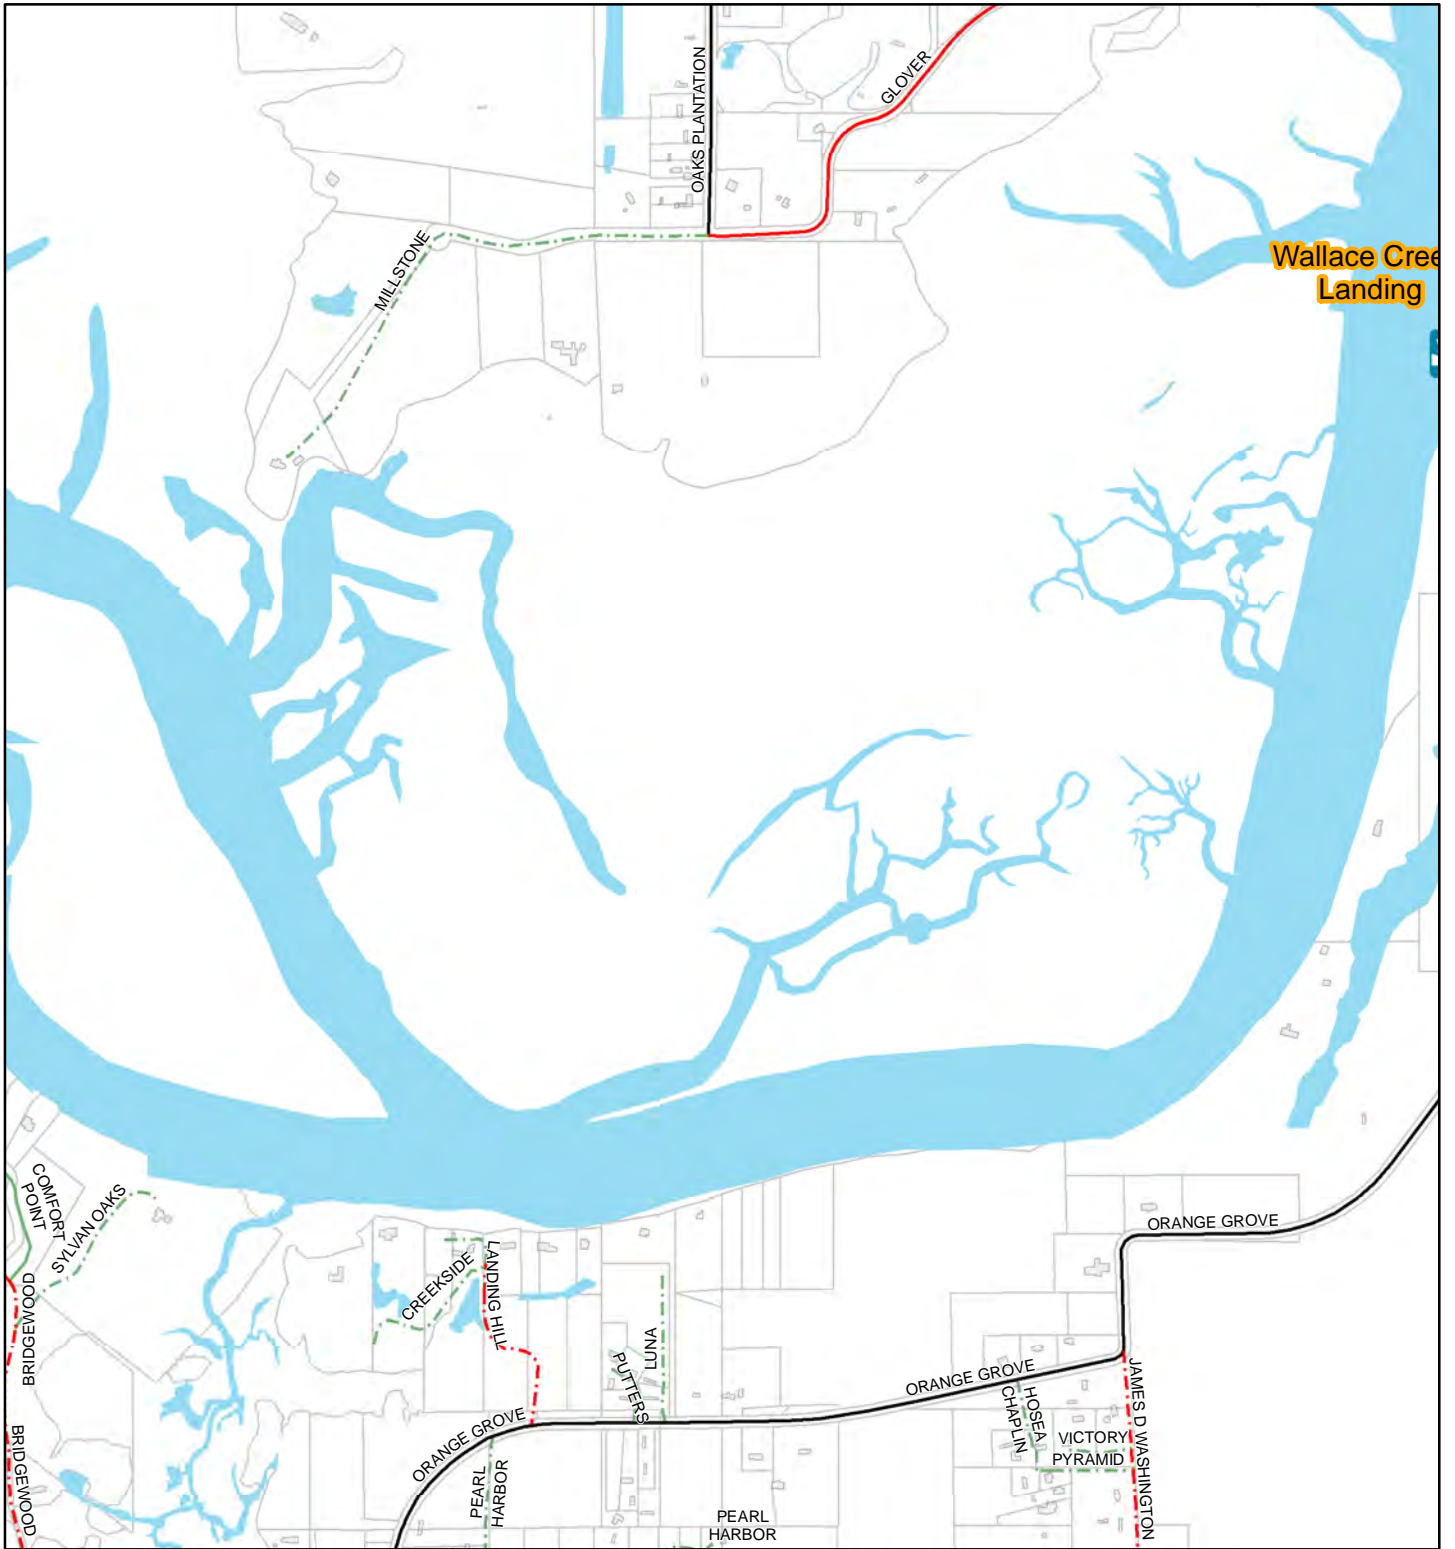 OAKS PLANTATION
GLOVER
MILLSTONE
Wallace Cree
Landing
COMFORT
POINT
SYLVAN OAKS
BRIDGEWOOD
BRIDGEWOOD
CREEKSIDE
LANDING HILL
LUNA
PUTTERS
ORANGE GROVE
ORANGE GROVE
ORANGE GROVE
HOSEA
CHAPLIN
JAMES D WASHINGTON
VICTORY
PYRAMID
PEARL
HARBOR
PEARL
HARBOR